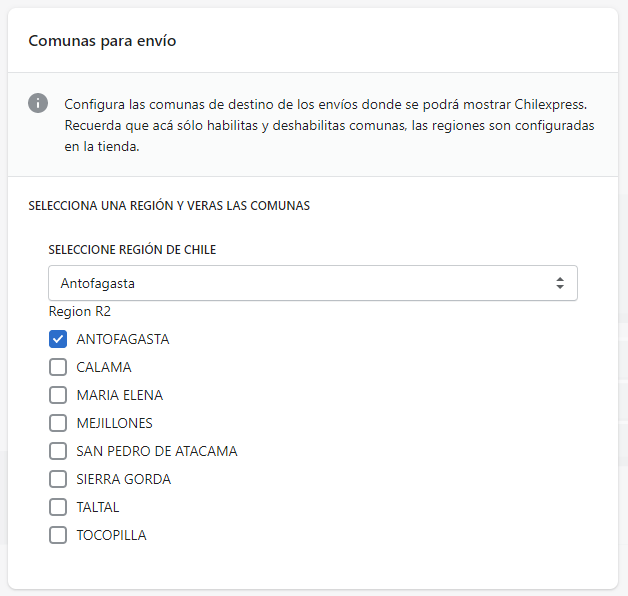 Comunas para envío
Configura las comunas de destino de los envíos donde se podrá mostrar Chilexpress.
Recuerda que acá sólo habilitas y deshabilitas comunas, las regiones son configuradas
en la tienda.
SELECCIONA UNA REGIÓN Y VERAS LAS COMUNAS
SELECCIONE REGIÓN DE CHILE
Antofagasta
Region R2
ANTOFAGASTA
CALAMA
MARIA ELENA
MEJILLONES
SAN PEDRO DE ATACAMA
SIERRA GORDA
TALTAL
TOCOPILLA